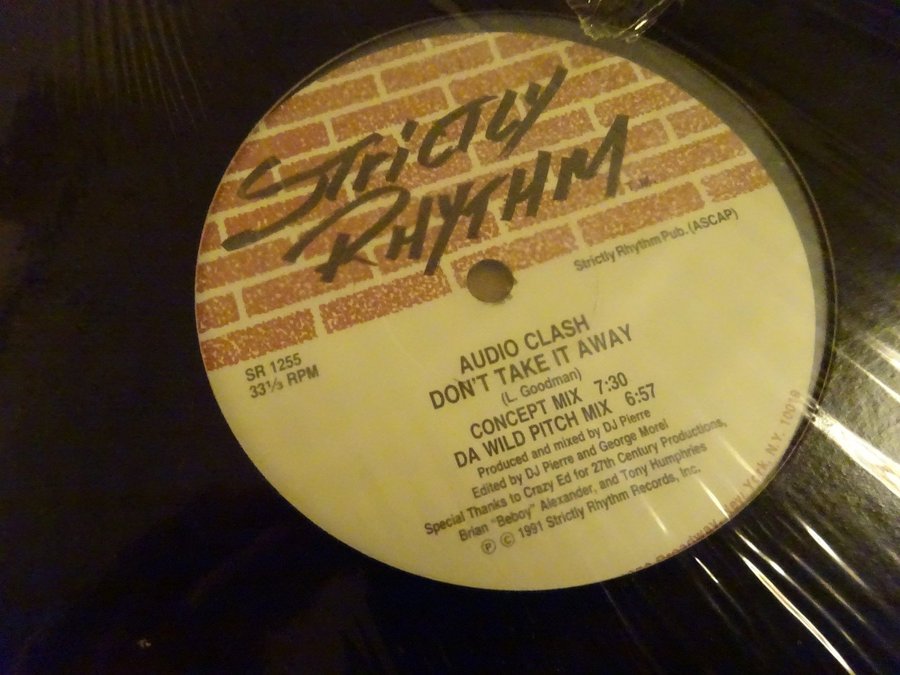 STRICTLY
RHYTHM
Strictly Rhythm Pub. (ASCAP)
SR 1255
33⅓ RPM
AUDIO CLASH
DON'T TAKE IT AWAY
(L. Goodman)
CONCEPT MIX 7:30
DA WILD PITCH MIX 6:57
Produced and mixed by DJ Pierre
Edited by DJ Pierre and George Morel
Special Thanks to Crazy Ed for 27th Century Productions,
Brian "Beboy" Alexander, and Tony Humphries
℗ © 1991 Strictly Rhythm Records, Inc.
Broadway, N.Y. 10019